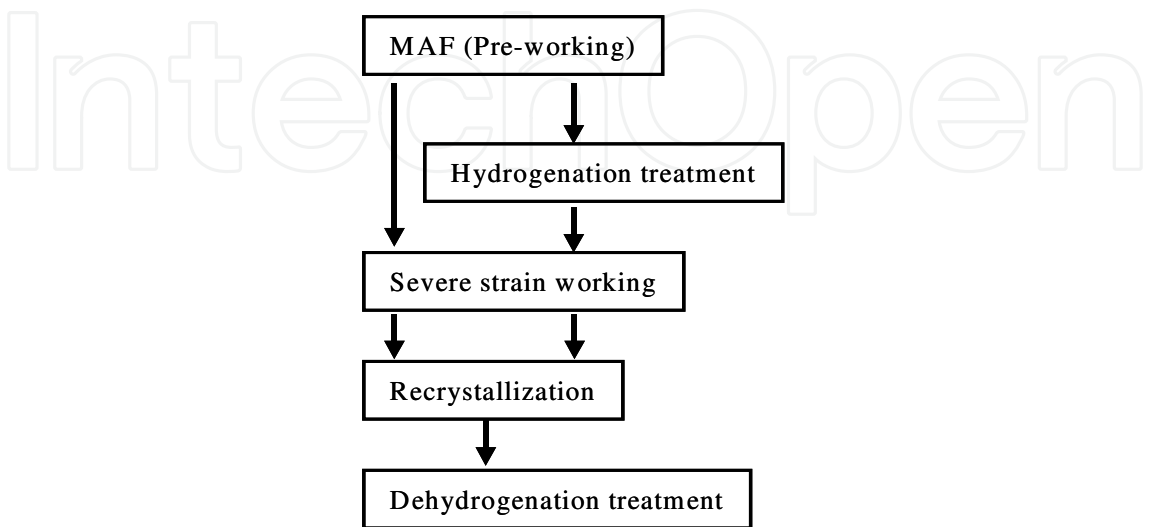 IntechOpen
MAF (Pre-working)
Hydrogenation treatment
Severe strain working
Recrystallization
Dehydrogenation treatment